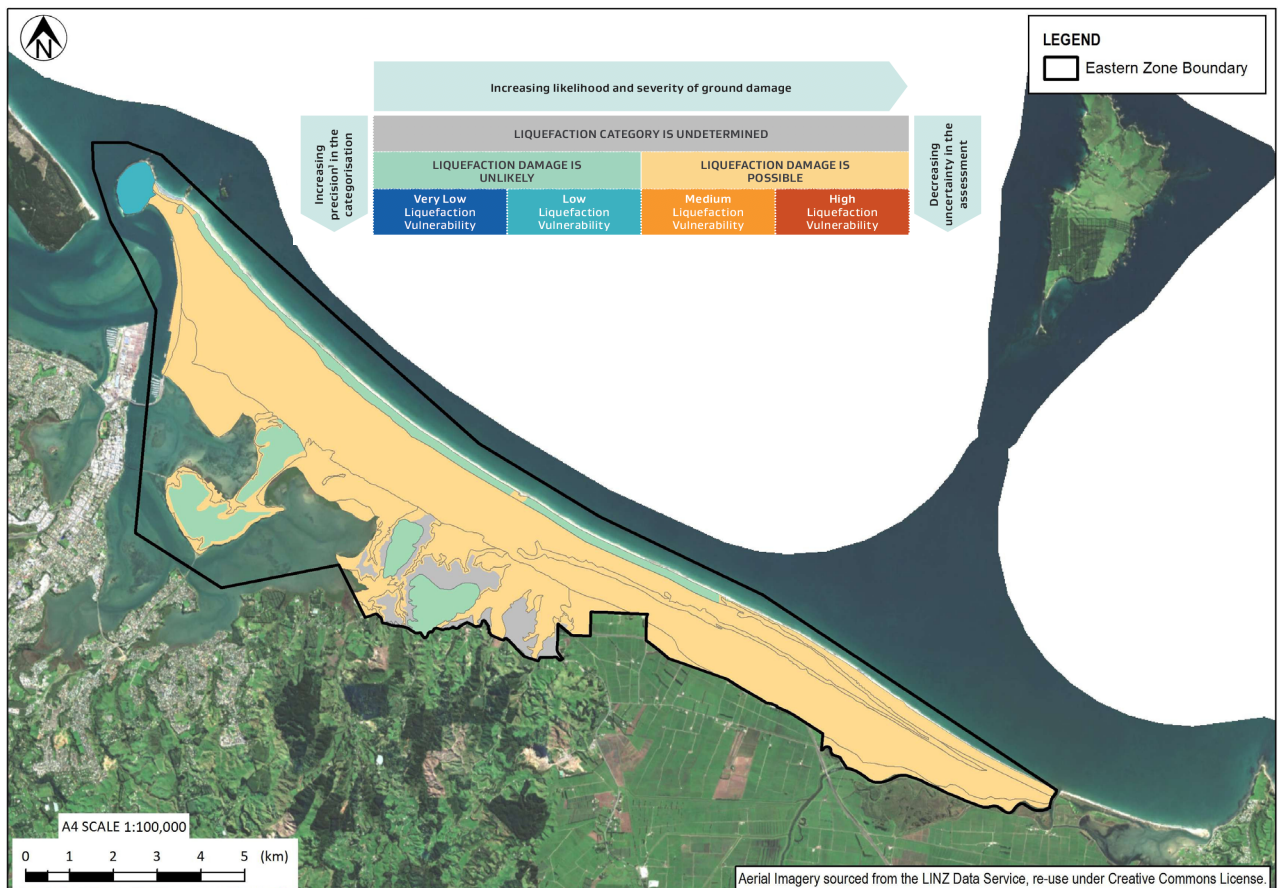 N
LEGEND
Eastern Zone Boundary
Increasing likelihood and severity of ground damage
Increasing
precision¹ in the
categorisation
LIQUEFACTION CATEGORY IS UNDETERMINED
LIQUEFACTION DAMAGE IS
UNLIKELY
LIQUEFACTION DAMAGE IS
POSSIBLE
Very Low
Liquefaction
Vulnerability
Low
Liquefaction
Vulnerability
Medium
Liquefaction
Vulnerability
High
Liquefaction
Vulnerability
Decreasing
uncertainty in the
assessment
A4 SCALE 1:100,000
0 1 2 3 4 5 (km)
Aerial Imagery sourced from the LINZ Data Service, re-use under Creative Commons License.